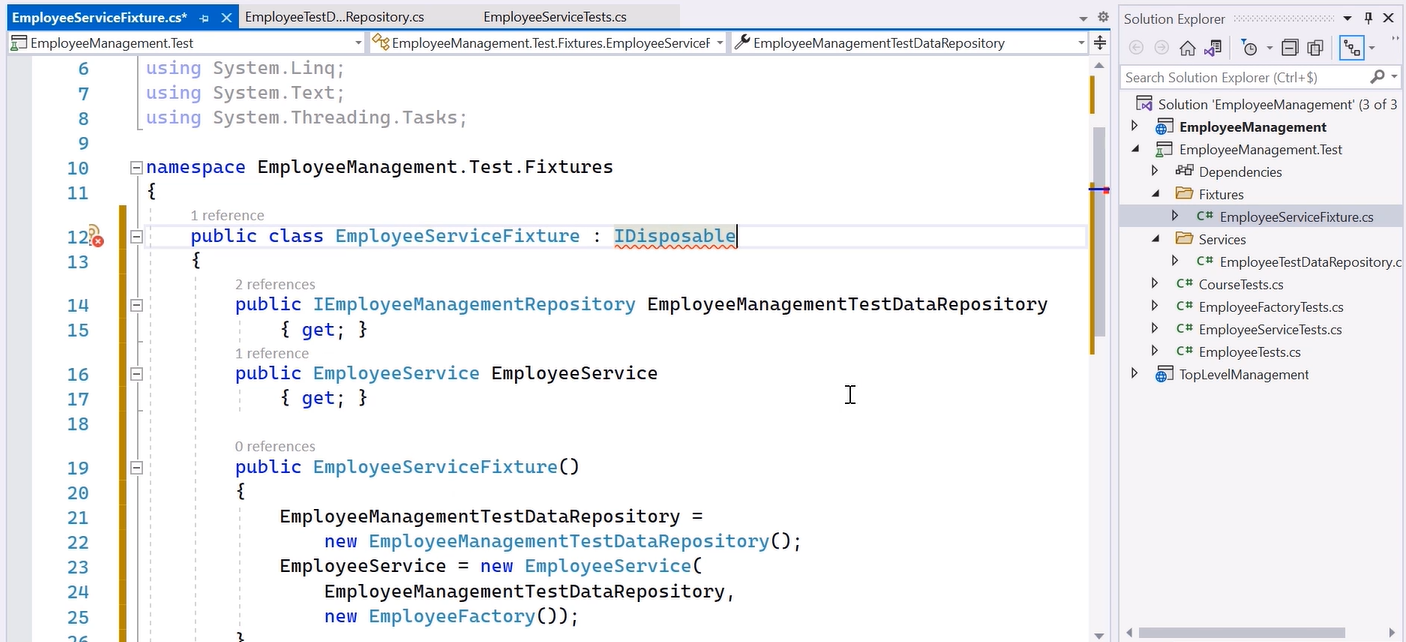 EmployeeServiceFixture.cs* EmployeeTestD...Repository.cs EmployeeServiceTests.cs
EmployeeManagement.Test EmployeeManagement.Test.Fixtures.EmployeeServiceF EmployeeManagementTestDataRepository
6 using System.Linq;
7 using System.Text;
8 using System.Threading.Tasks;
9
10 namespace EmployeeManagement.Test.Fixtures
11 {
1 reference
12 public class EmployeeServiceFixture : IDisposable
13 {
2 references
14 public IEmployeeManagementRepository EmployeeManagementTestDataRepository
15 { get; }
1 reference
16 public EmployeeService EmployeeService
17 { get; }
18
0 references
19 public EmployeeServiceFixture()
20 {
21 EmployeeManagementTestDataRepository =
22 new EmployeeManagementTestDataRepository();
23 EmployeeService = new EmployeeService(
24 EmployeeManagementTestDataRepository,
25 new EmployeeFactory());
26 }
Solution Explorer
Search Solution Explorer (Ctrl+$)
Solution 'EmployeeManagement' (3 of 3
EmployeeManagement
EmployeeManagement.Test
Dependencies
Fixtures
C# EmployeeServiceFixture.cs
Services
C# EmployeeTestDataRepository.c
C# CourseTests.cs
C# EmployeeFactoryTests.cs
C# EmployeeServiceTests.cs
C# EmployeeTests.cs
TopLevelManagement